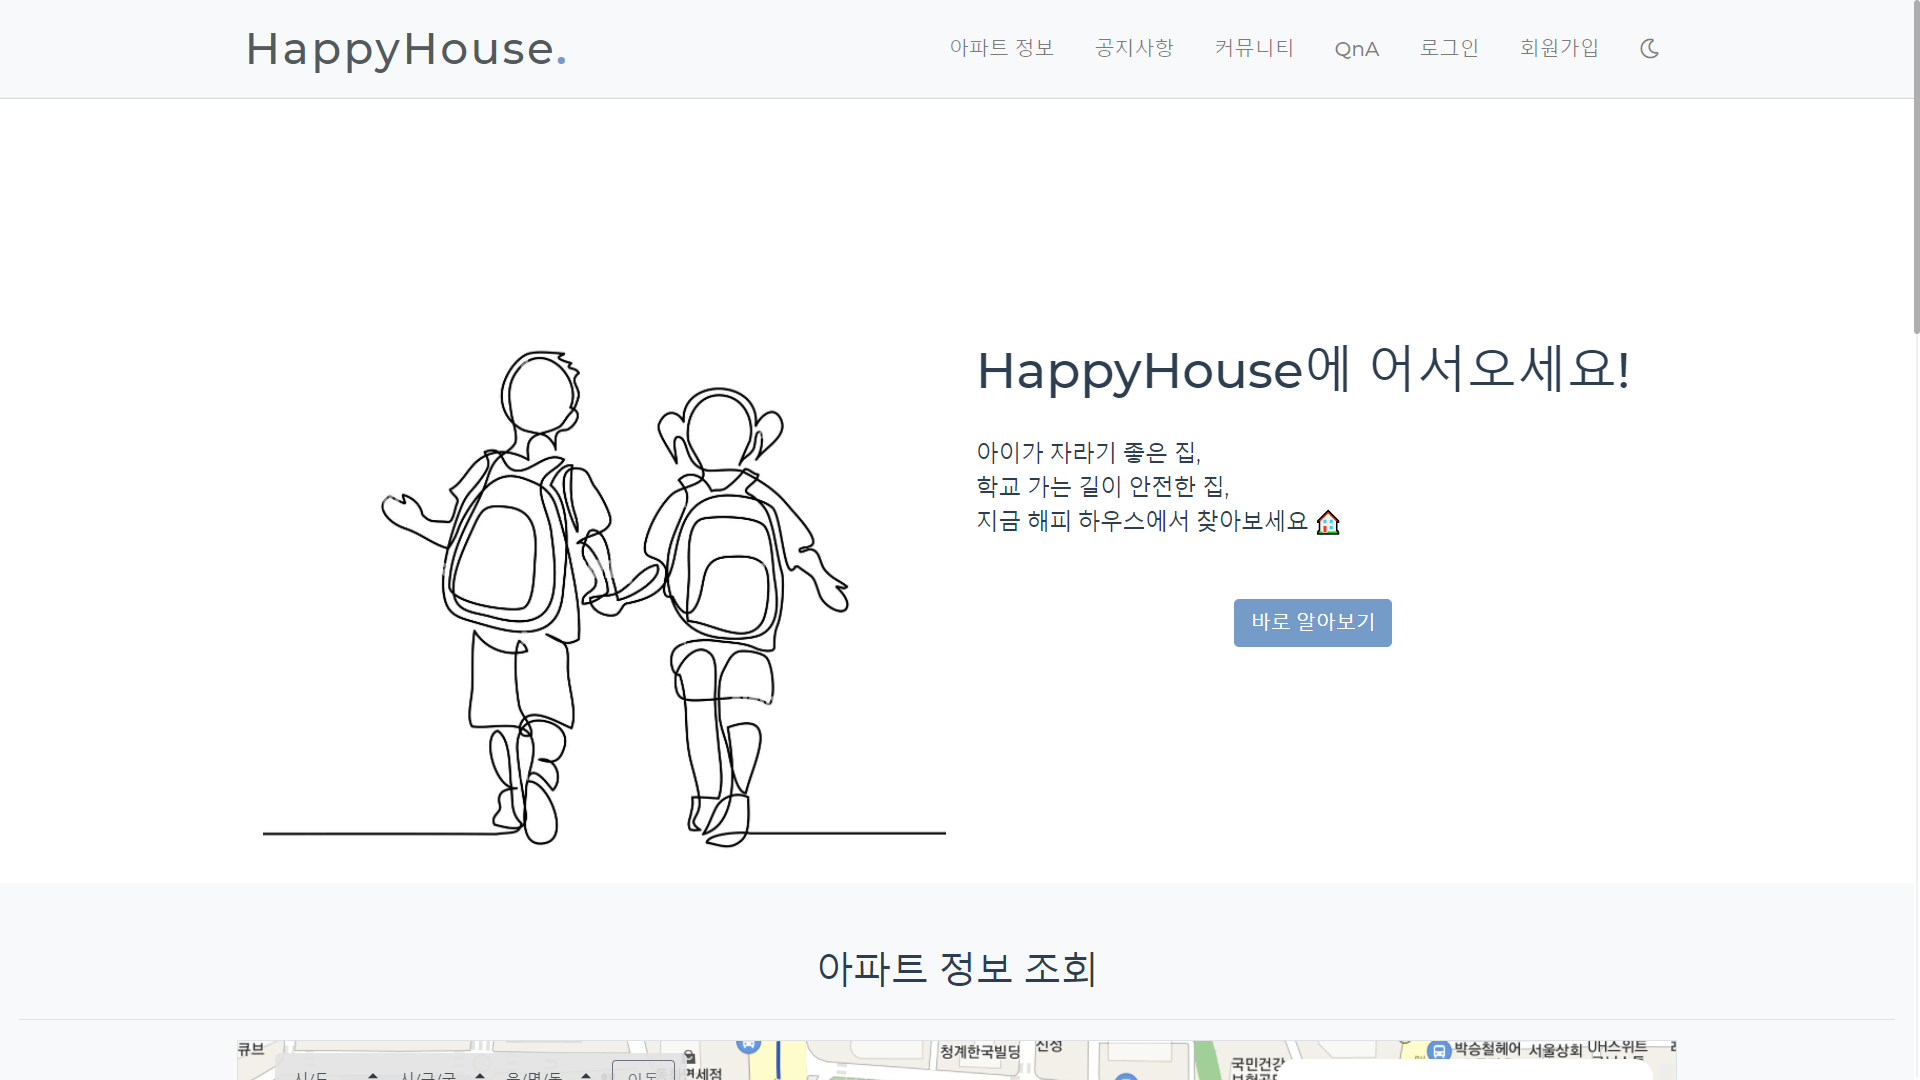 HappyHouse.
아파트 정보
공지사항
커뮤니티
QnA
로그인
회원가입
HappyHouse에 어서오세요!
아이가 자라기 좋은 집,
학교 가는 길이 안전한 집,
지금 해피 하우스에서 찾아보세요 🏠
바로 알아보기
아파트 정보 조회
큐브
청계한국빌딩
박승철헤어
서울상회
UH스위트
국민건강
시/도
시/구/군
읍/면/동
이동
면세점